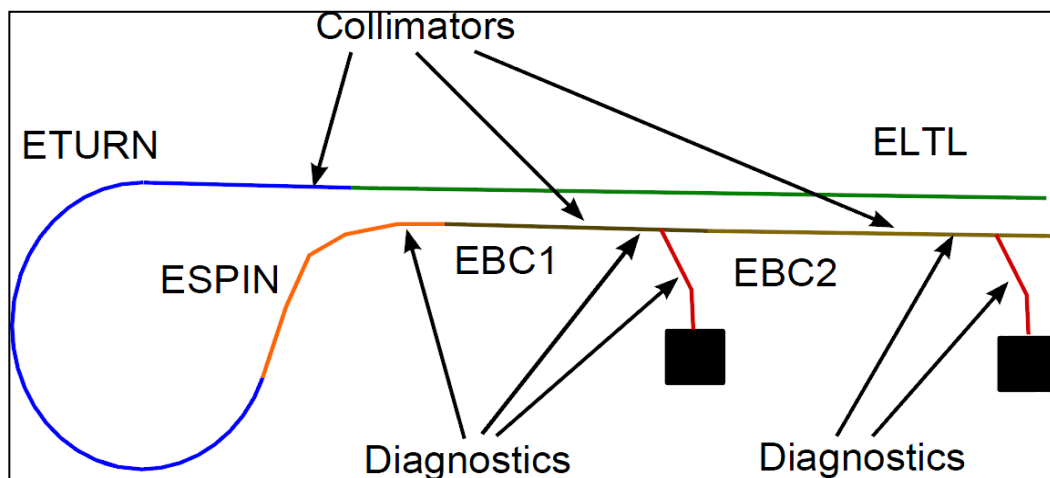 Collimators
ETURN
ELTL
ESPIN
EBC1
EBC2
Diagnostics
Diagnostics